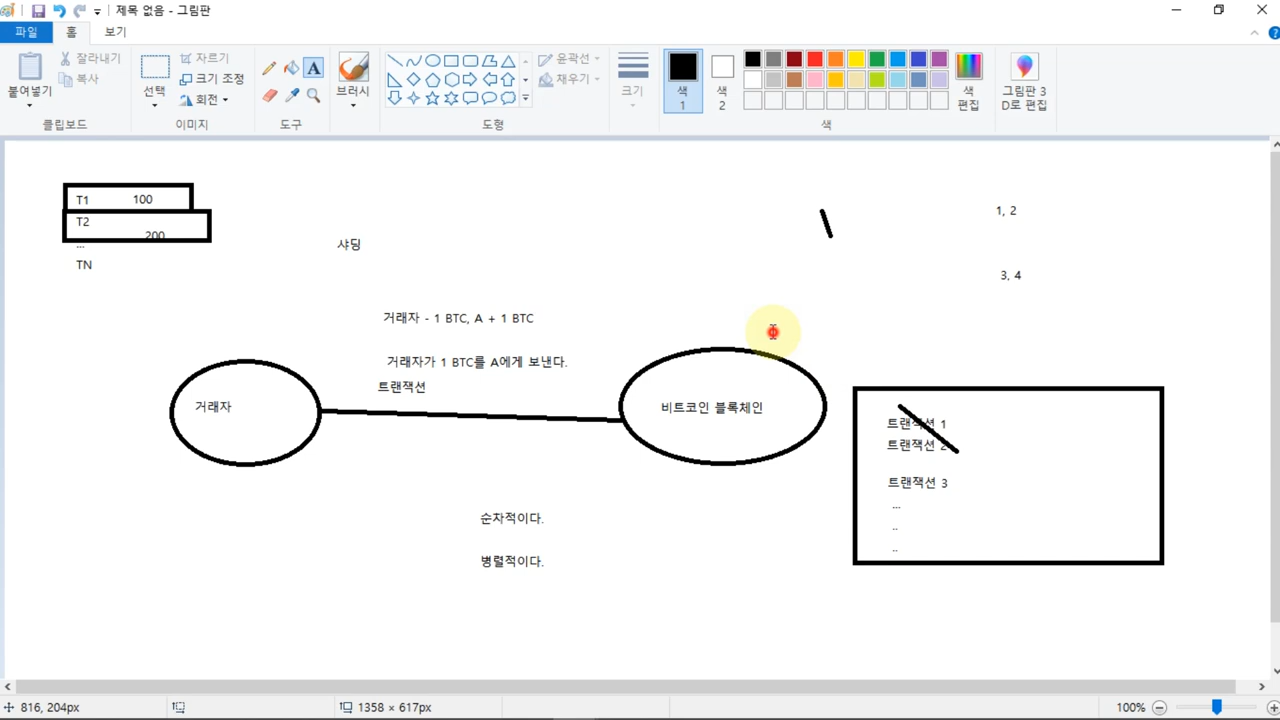 제목 없음 - 그림판
파일 홈 보기
붙여넣기
잘라내기
복사
클립보드
선택
자르기
크기 조정
회전
이미지
A
도구
브러시
윤곽선
채우기
도형
크기
색 1
색 2
색 편집
색
그림판 3D로 편집
T1 100
T2
200
...
TN
샤딩
1, 2
3, 4
거래자 - 1 BTC, A + 1 BTC
거래자가 1 BTC를 A에게 보낸다.
트랜잭션
거래자
비트코인 블록체인
트랜잭션 1
트랜잭션 2
트랜잭션 3
...
..
..
순차적이다.
병렬적이다.
816, 204px
1358 × 617px
100%